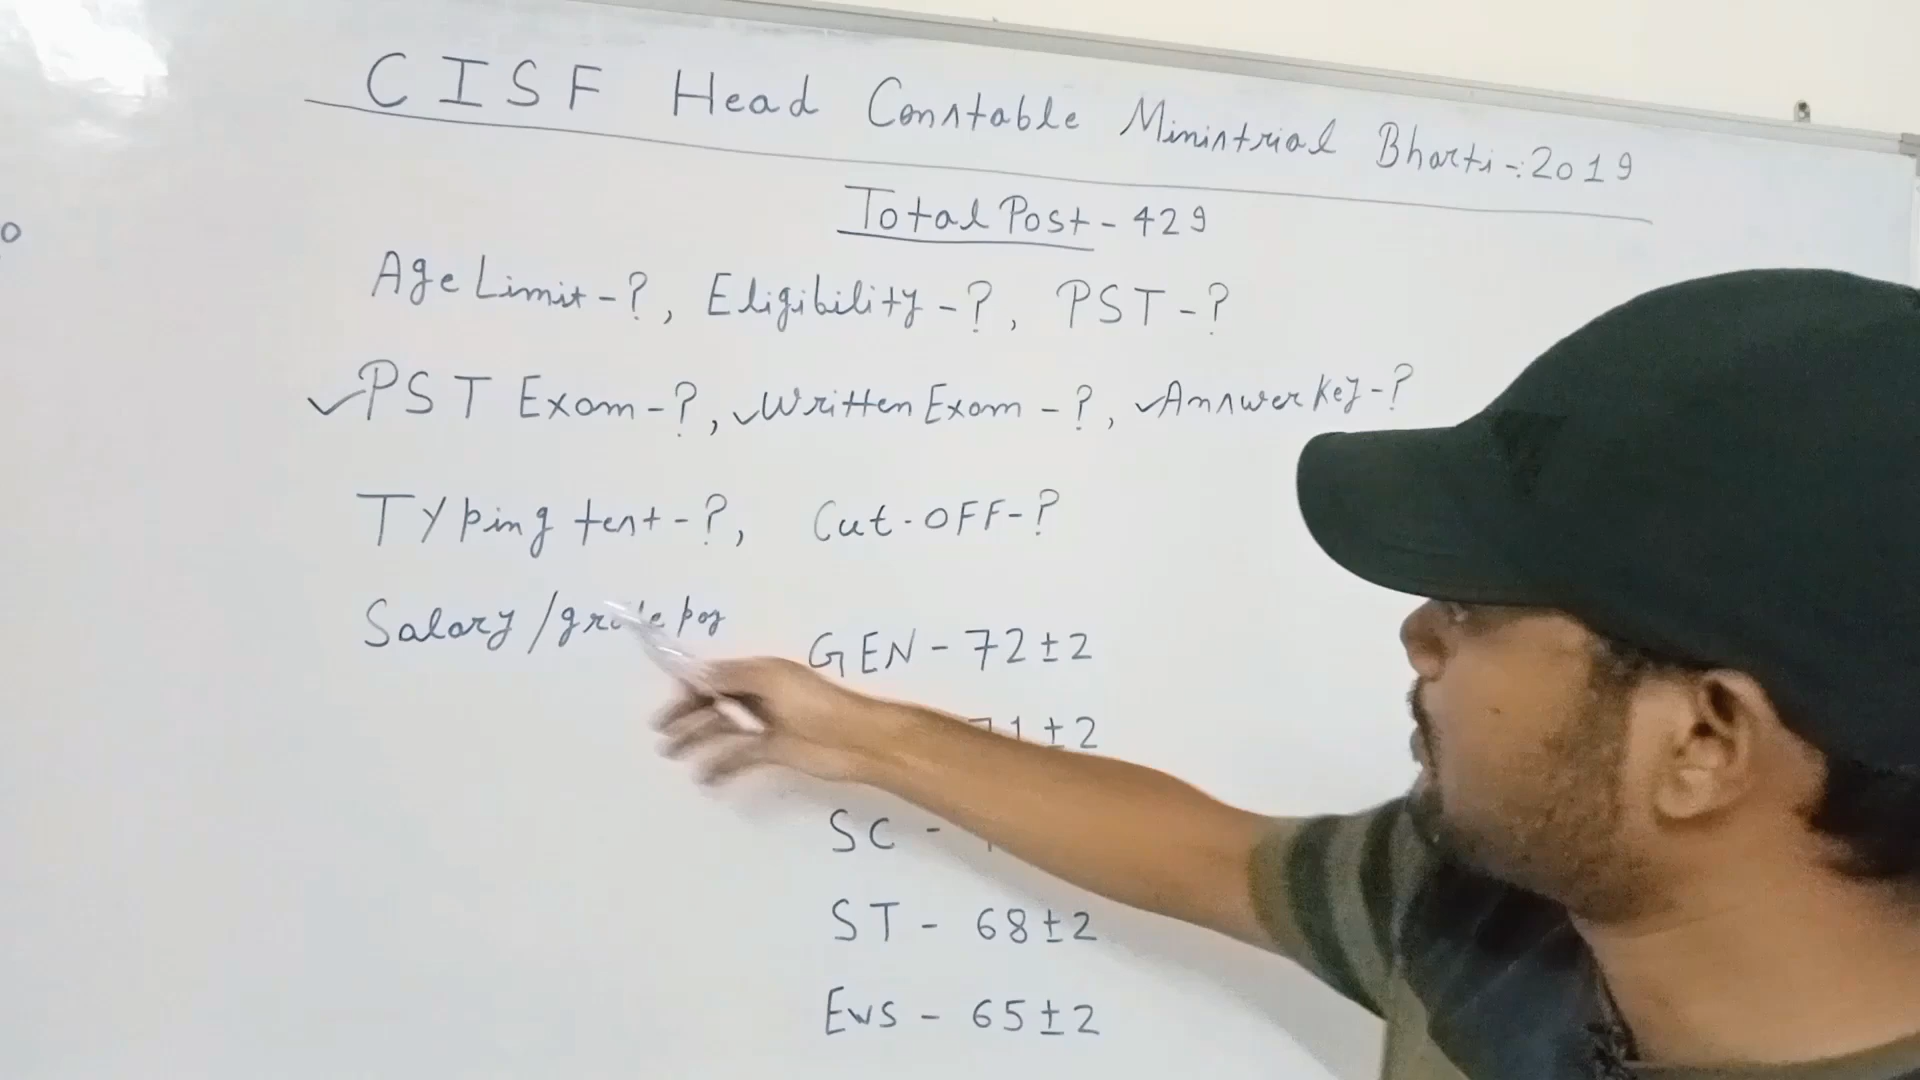 CISF Head Constable Ministrial Bharti-:2019
Total Post - 429
Age Limit - ?, Eligibility - ?, PST - ?
✓PST Exam - ?, ✓Written Exam - ?, ✓Answer Key - ?
Typing test - ?, Cut-OFF - ?
Salary / grade pay
GEN - 72±2
71±2
SC -
ST - 68±2
EWS - 65±2